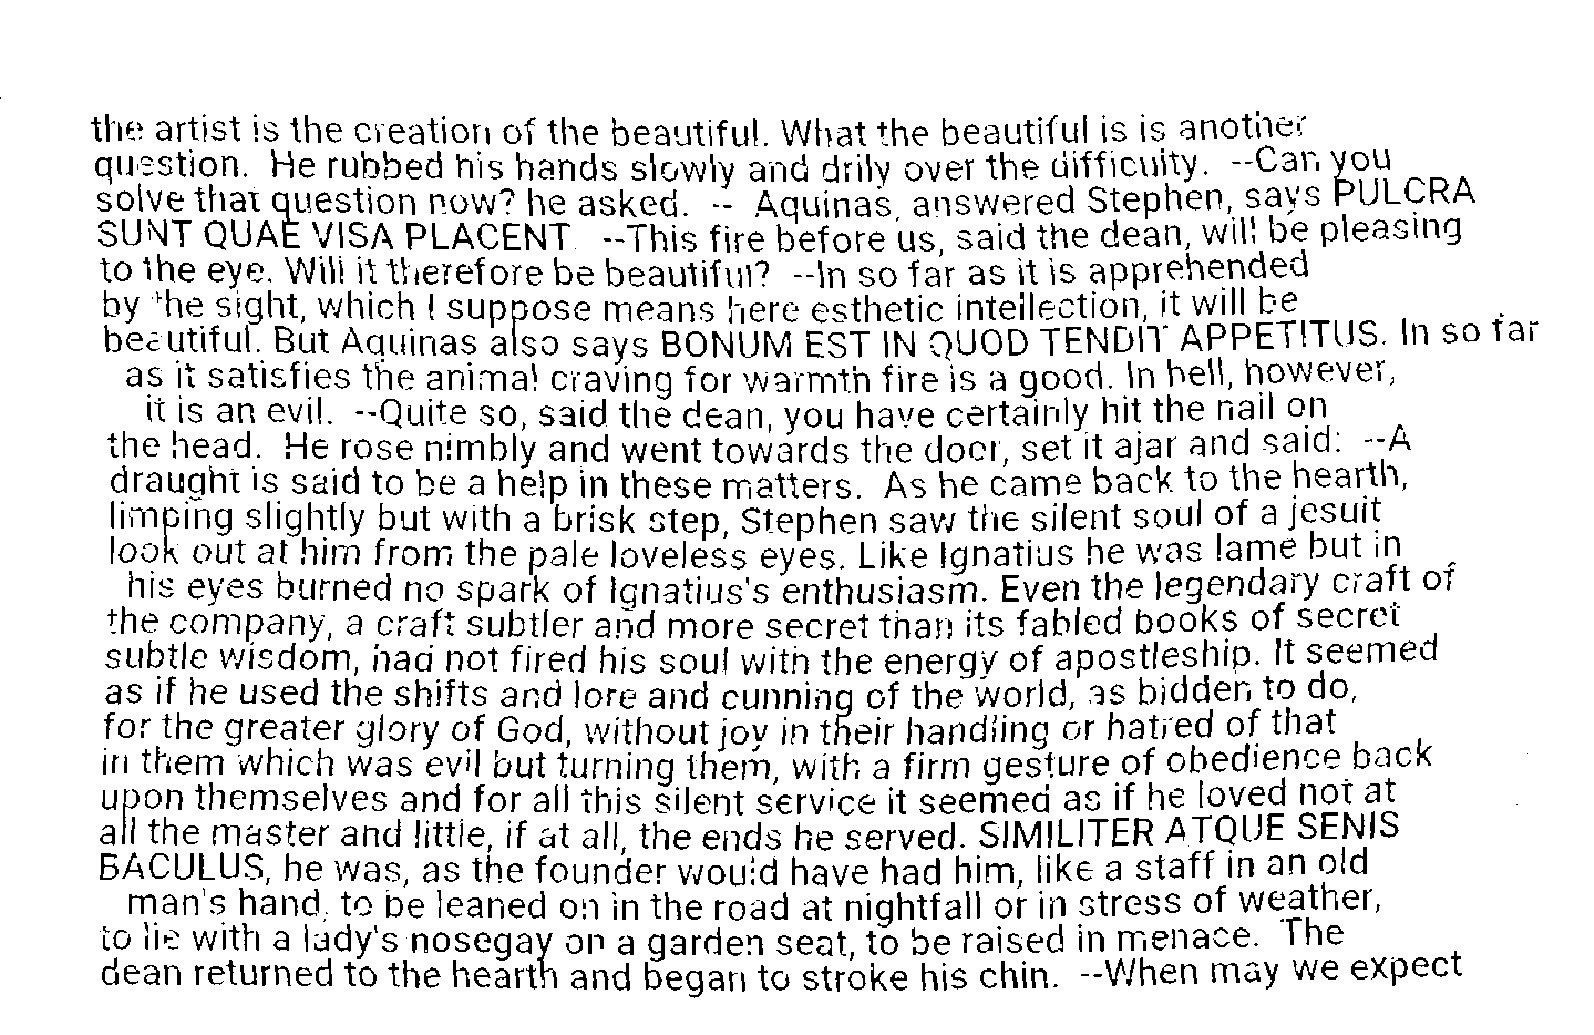 the artist is the creation of the beautiful. What the beautiful is is another
question. He rubbed his hands slowly and drily over the difficulty. --Can you
solve that question now? he asked. -- Aquinas, answered Stephen, says PULCRA
SUNT QUAE VISA PLACENT --This fire before us, said the dean, will be pleasing
to the eye. Will it therefore be beautiful? --In so far as it is apprehended
by the sight, which I suppose means here esthetic intellection, it will be
beautiful. But Aquinas also says BONUM EST IN QUOD TENDIT APPETITUS. In so far
as it satisfies the animal craving for warmth fire is a good. In hell, however,
it is an evil. --Quite so, said the dean, you have certainly hit the nail on
the head. He rose nimbly and went towards the door, set it ajar and said: --A
draught is said to be a help in these matters. As he came back to the hearth,
limping slightly but with a brisk step, Stephen saw the silent soul of a jesuit
look out at him from the pale loveless eyes. Like Ignatius he was lame but in
his eyes burned no spark of Ignatius's enthusiasm. Even the legendary craft of
the company, a craft subtler and more secret than its fabled books of secret
subtle wisdom, had not fired his soul with the energy of apostleship. It seemed
as if he used the shifts and lore and cunning of the world, as bidden to do,
for the greater glory of God, without joy in their handling or hatred of that
in them which was evil but turning them, with a firm gesture of obedience back
upon themselves and for all this silent service it seemed as if he loved not at
all the master and little, if at all, the ends he served. SIMILITER ATQUE SENIS
BACULUS, he was, as the founder would have had him, like a staff in an old
man's hand, to be leaned on in the road at nightfall or in stress of weather,
to lie with a lady's nosegay on a garden seat, to be raised in menace. The
dean returned to the hearth and began to stroke his chin. --When may we expect